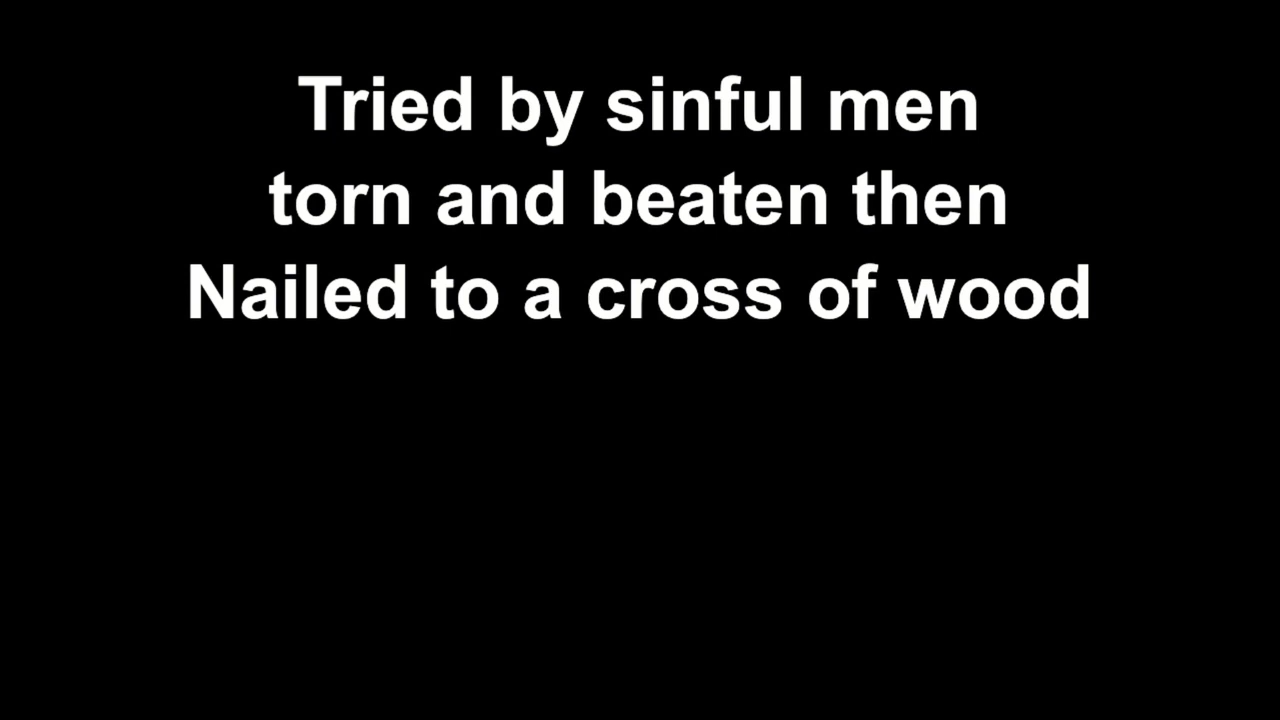 Tried by sinful men
torn and beaten then
Nailed to a cross of wood